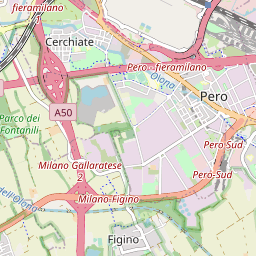 fieramilano
Cerchiate
Pero - fieramilano
Olona
Pero
A50
Parco dei
Fontanili
Pero Sud
Milano Gallaratese
2
Pero-Sud
Milano-Figino
Figino